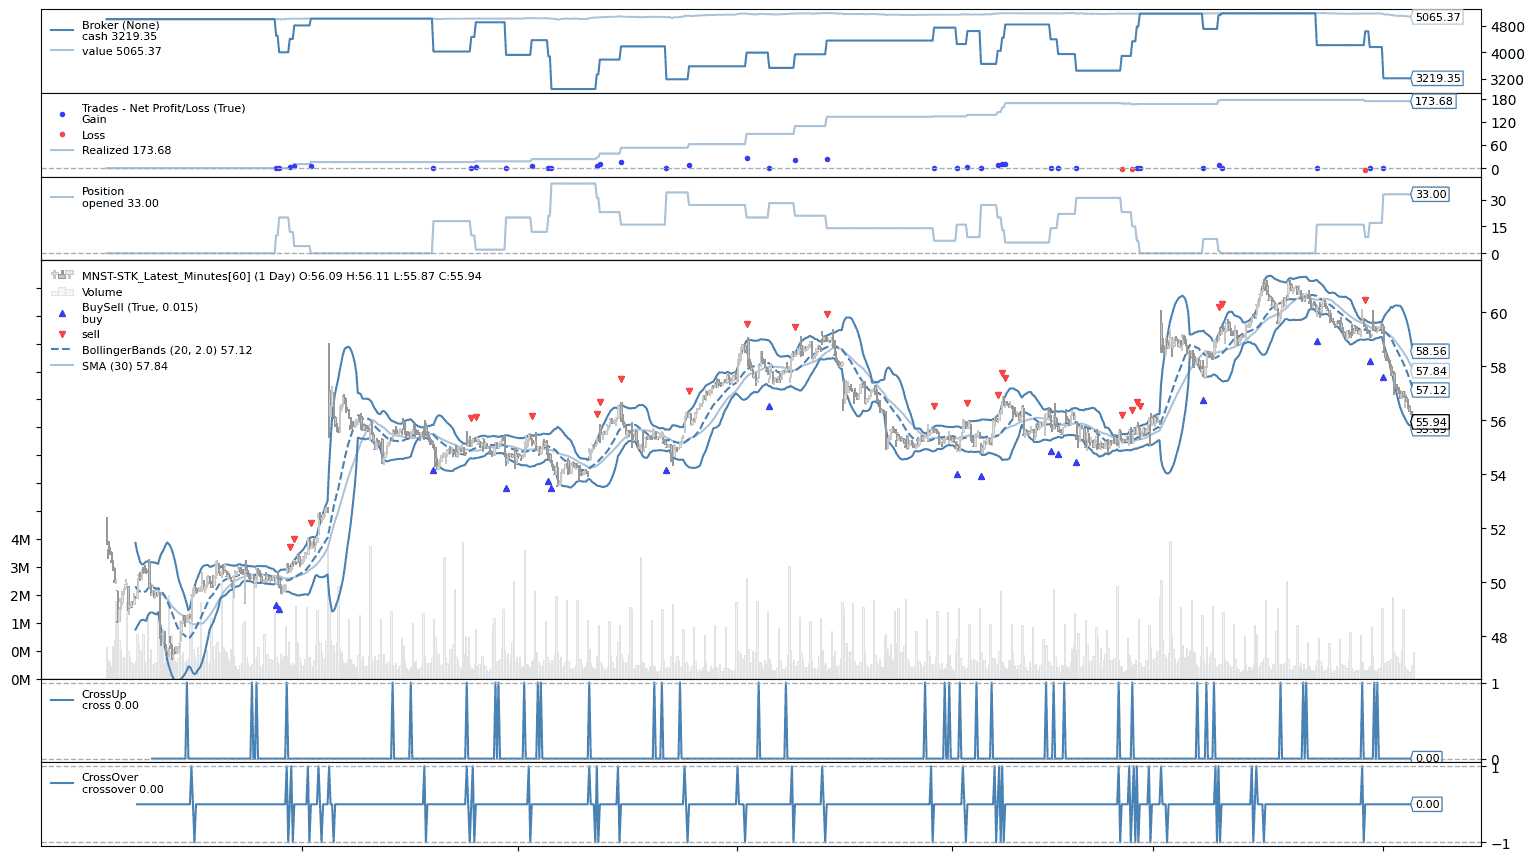 Broker (None)
cash 3219.35
value 5065.37
5065.37
4800
4000
3219.35
3200
Trades - Net Profit/Loss (True)
Gain
Loss
Realized 173.68
173.68
180
120
60
0
Position
opened 33.00
33.00
30
15
0
MNST-STK_Latest_Minutes[60] (1 Day) O:56.09 H:56.11 L:55.87 C:55.94
Volume
BuySell (True, 0.015)
buy
sell
BollingerBands (20, 2.0) 57.12
SMA (30) 57.84
60
58.56
58
57.84
57.12
56
55.94
54
52
50
48
4M
3M
2M
1M
0M
0M
CrossUp
cross 0.00
1
0.00
0
CrossOver
crossover 0.00
1
0.00
−1